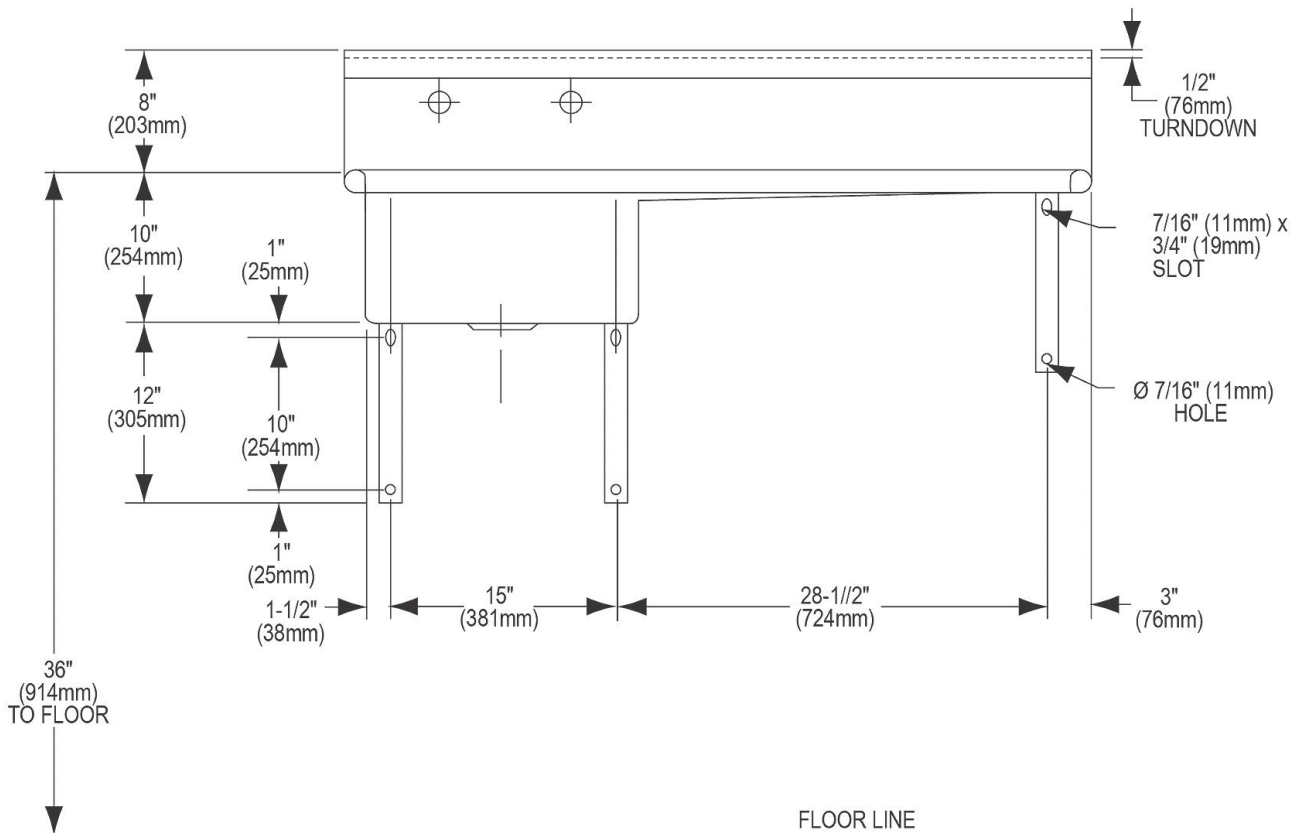 8"
(203mm)
1/2"
(76mm)
TURNDOWN
10"
(254mm)
1"
(25mm)
7/16" (11mm) x
3/4" (19mm)
SLOT
12"
(305mm)
10"
(254mm)
Ø 7/16" (11mm)
HOLE
1"
(25mm)
1-1/2"
(38mm)
15"
(381mm)
28-1//2"
(724mm)
3"
(76mm)
36"
(914mm)
TO FLOOR
FLOOR LINE